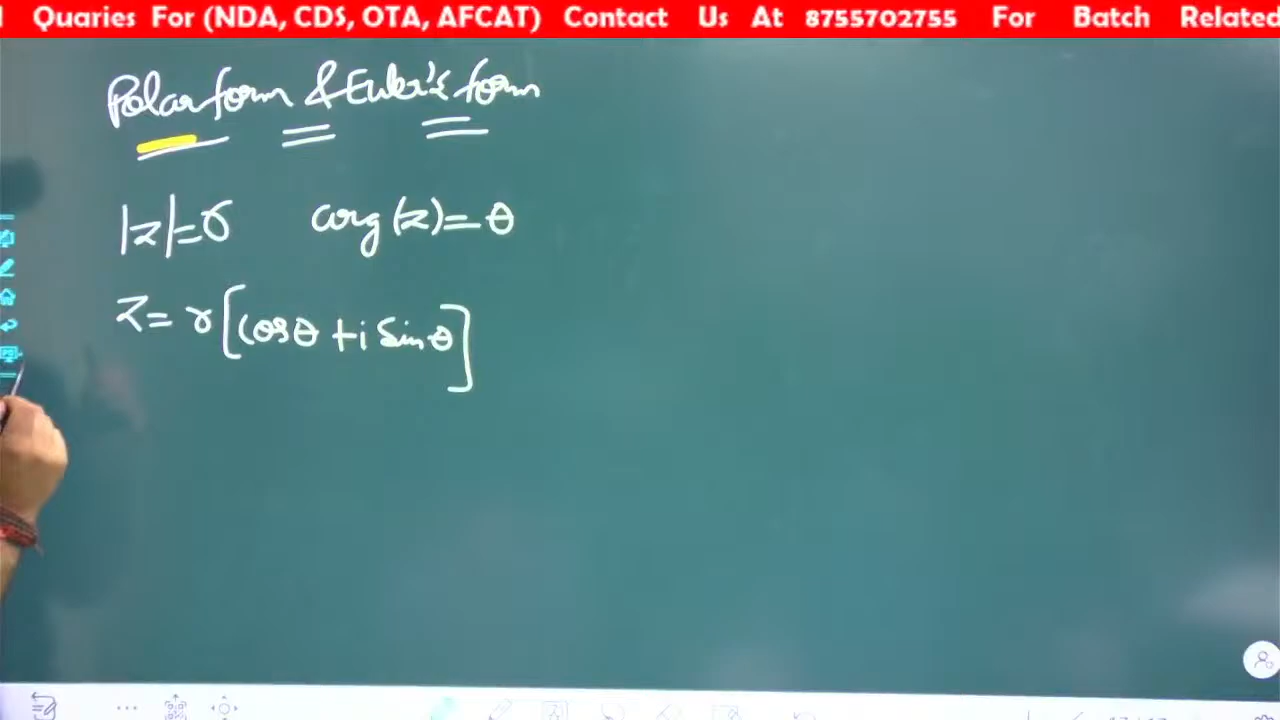 Quaries For (NDA, CDS, OTA, AFCAT) Contact Us At 8755702755 For Batch Related
Polar form & Euler's form
|z|=r arg(z)=θ
z= r[cosθ +i sinθ]